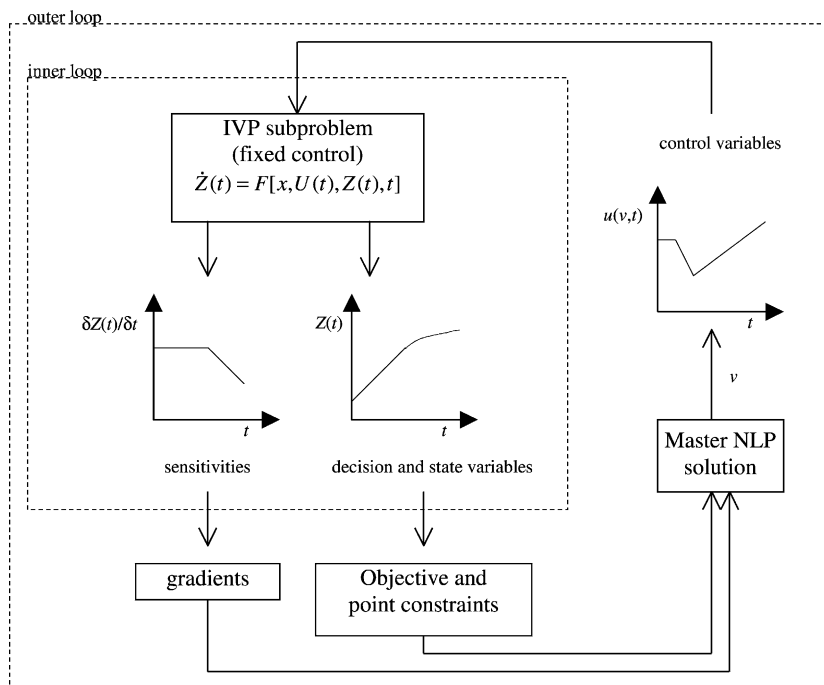 outer loop
inner loop
IVP subproblem
(fixed control)
Ż(t) = F[x,U(t),Z(t),t]
control variables
u(v,t)
t
δZ(t)/δt
t
Z(t)
t
v
Master NLP
solution
sensitivities
decision and state variables
gradients
Objective and
point constraints